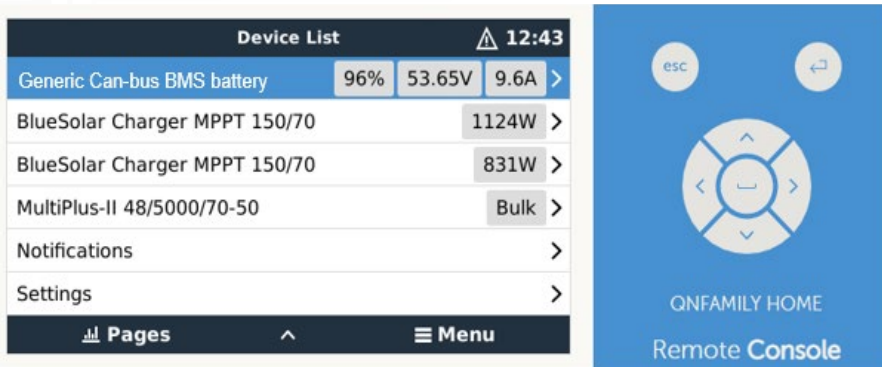 Device List 12:43
Generic Can-bus BMS battery 96% 53.65V 9.6A
BlueSolar Charger MPPT 150/70 1124W
BlueSolar Charger MPPT 150/70 831W
MultiPlus-II 48/5000/70-50 Bulk
Notifications
Settings
Pages Menu
esc
QNFAMILY HOME
Remote Console